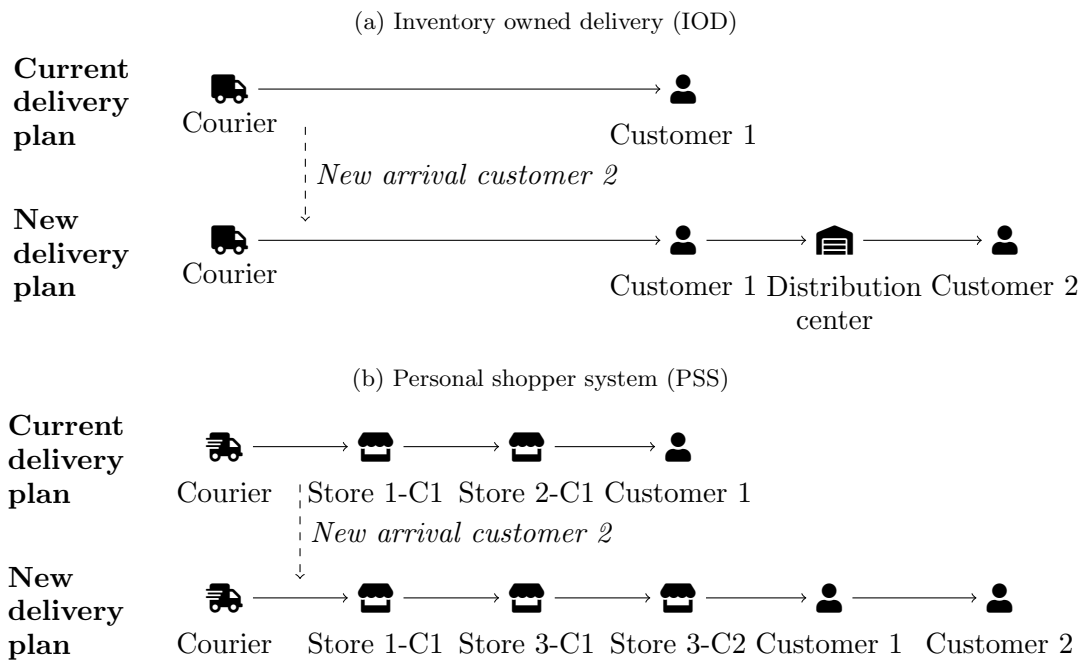 (a) Inventory owned delivery (IOD)
Current
delivery
plan
Courier
Customer 1
New arrival customer 2
New
delivery
plan
Courier
Customer 1
Distribution
center
Customer 2
(b) Personal shopper system (PSS)
Current
delivery
plan
Courier
Store 1-C1
Store 2-C1
Customer 1
New arrival customer 2
New
delivery
plan
Courier
Store 1-C1
Store 3-C1
Store 3-C2
Customer 1
Customer 2